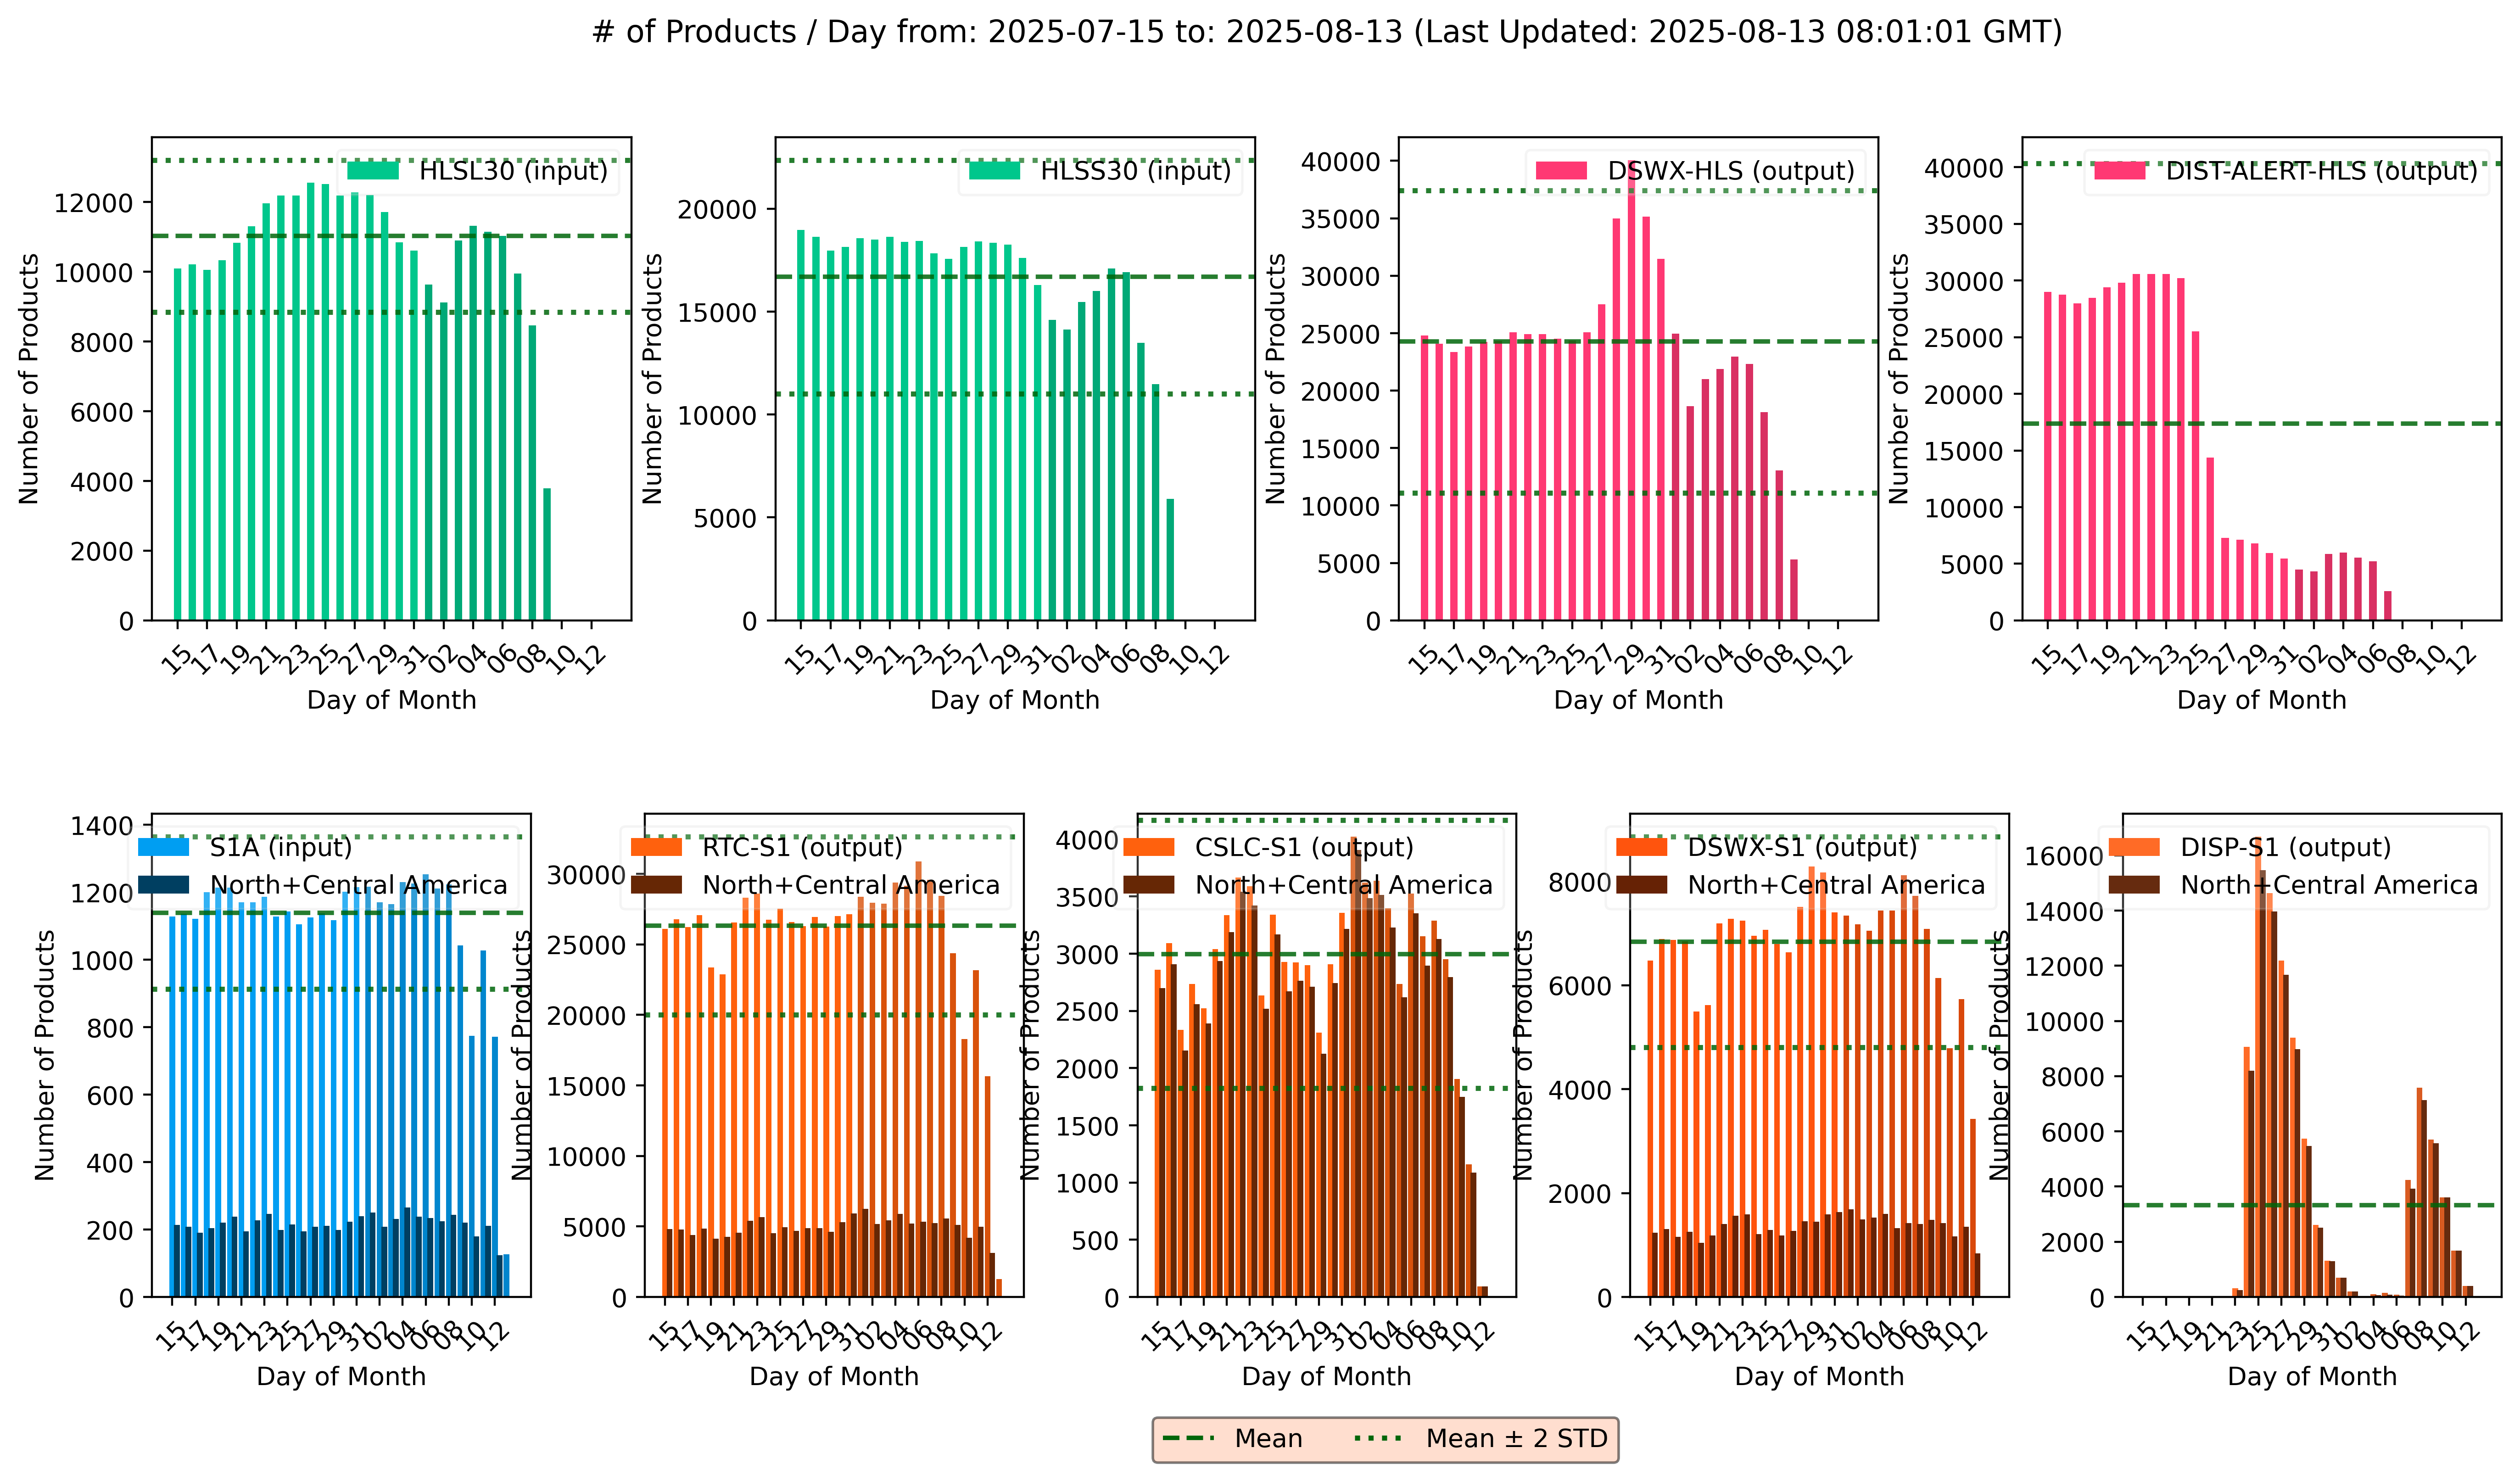 # of Products / Day from: 2025-07-15 to: 2025-08-13 (Last Updated: 2025-08-13 08:01:01 GMT)
HLSL30 (input)
Number of Products
12000
10000
8000
6000
4000
2000
0
15 17 19 21 23 25 27 29 31 02 04 06 08 10 12
Day of Month
HLSS30 (input)
Number of Products
20000
15000
10000
5000
0
15 17 19 21 23 25 27 29 31 02 04 06 08 10 12
Day of Month
DSWX-HLS (output)
Number of Products
40000
35000
30000
25000
20000
15000
10000
5000
0
15 17 19 21 23 25 27 29 31 02 04 06 08 10 12
Day of Month
DIST-ALERT-HLS (output)
Number of Products
40000
35000
30000
25000
20000
15000
10000
5000
0
15 17 19 21 23 25 27 29 31 02 04 06 08 10 12
Day of Month
S1A (input)
North+Central America
Number of Products
1400
1200
1000
800
600
400
200
0
15 17 19 21 23 25 27 29 31 02 04 06 08 10 12
Day of Month
RTC-S1 (output)
North+Central America
Number of Products
30000
25000
20000
15000
10000
5000
0
15 17 19 21 23 25 27 29 31 02 04 06 08 10 12
Day of Month
CSLC-S1 (output)
North+Central America
Number of Products
4000
3500
3000
2500
2000
1500
1000
500
0
15 17 19 21 23 25 27 29 31 02 04 06 08 10 12
Day of Month
DSWX-S1 (output)
North+Central America
Number of Products
8000
6000
4000
2000
0
15 17 19 21 23 25 27 29 31 02 04 06 08 10 12
Day of Month
DISP-S1 (output)
North+Central America
Number of Products
16000
14000
12000
10000
8000
6000
4000
2000
0
15 17 19 21 23 25 27 29 31 02 04 06 08 10 12
Day of Month
Mean
Mean ± 2 STD